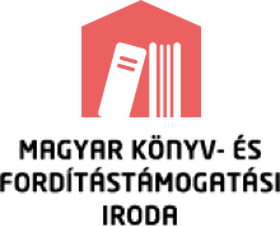 MAGYAR KÖNYV- ÉS
FORDÍTÁSTÁMOGATÁSI
IRODA